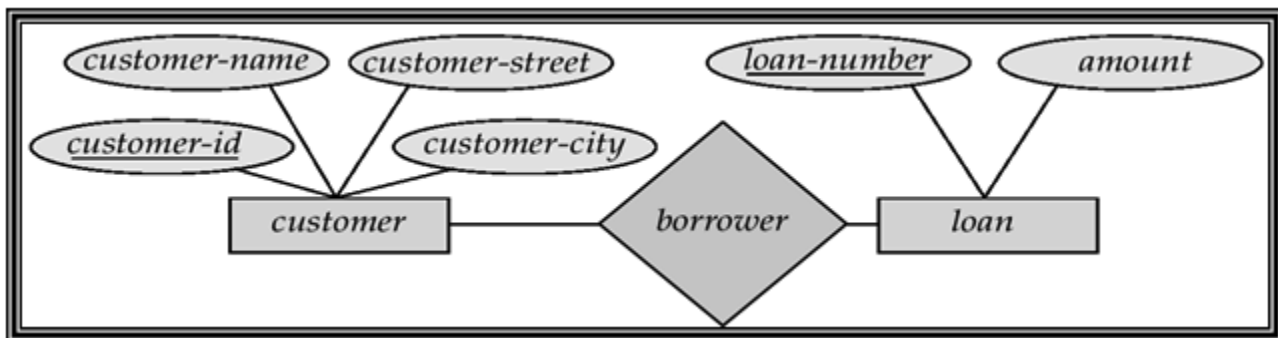 customer-name customer-street loan-number amount
customer-id customer-city
customer borrower loan